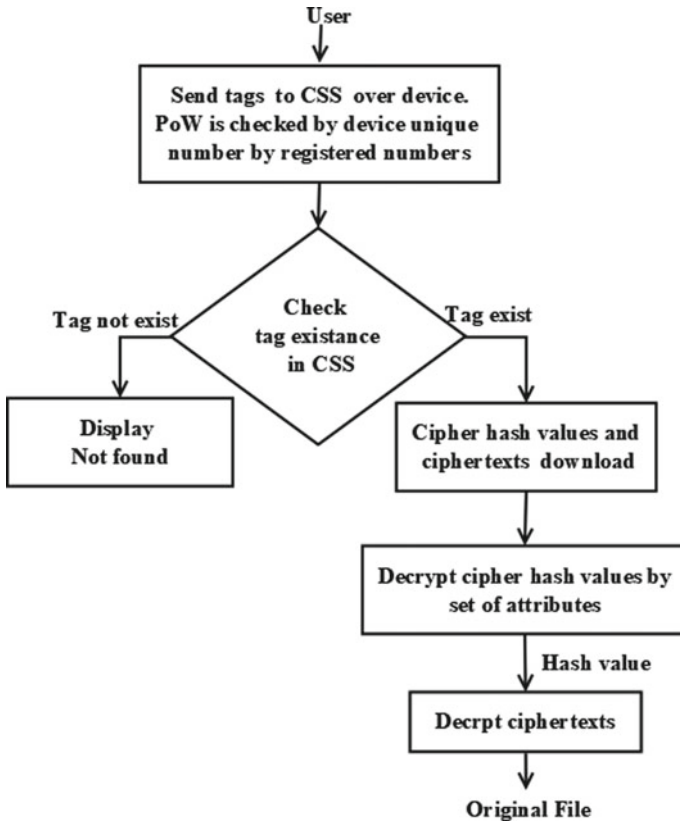 User
Send tags to CSS over device.
PoW is checked by device unique
number by registered numbers
Check
tag existance
in CSS
Tag not exist
Tag exist
Display
Not found
Cipher hash values and
ciphertexts download
Decrypt cipher hash values by
set of attributes
Hash value
Decrpt ciphertexts
Original File